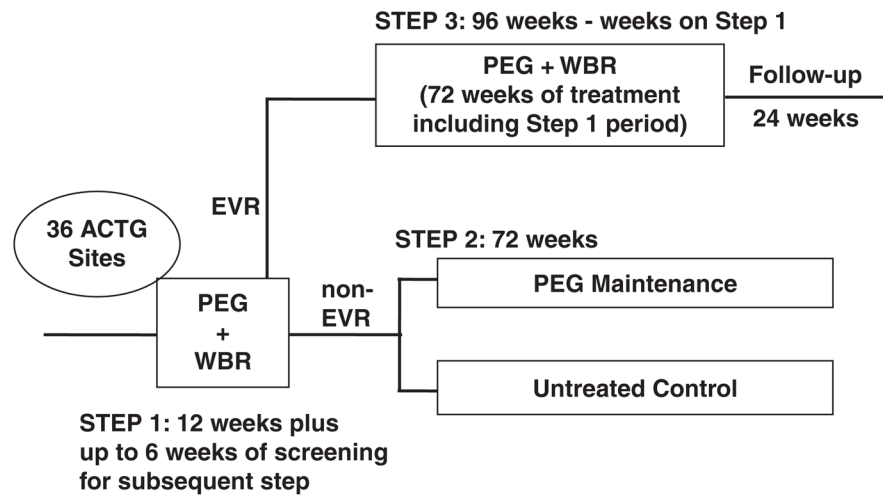 STEP 3: 96 weeks - weeks on Step 1
PEG + WBR
(72 weeks of treatment
including Step 1 period)
Follow-up
24 weeks
EVR
36 ACTG
Sites
STEP 2: 72 weeks
PEG
+
WBR
non-
EVR
PEG Maintenance
Untreated Control
STEP 1: 12 weeks plus
up to 6 weeks of screening
for subsequent step